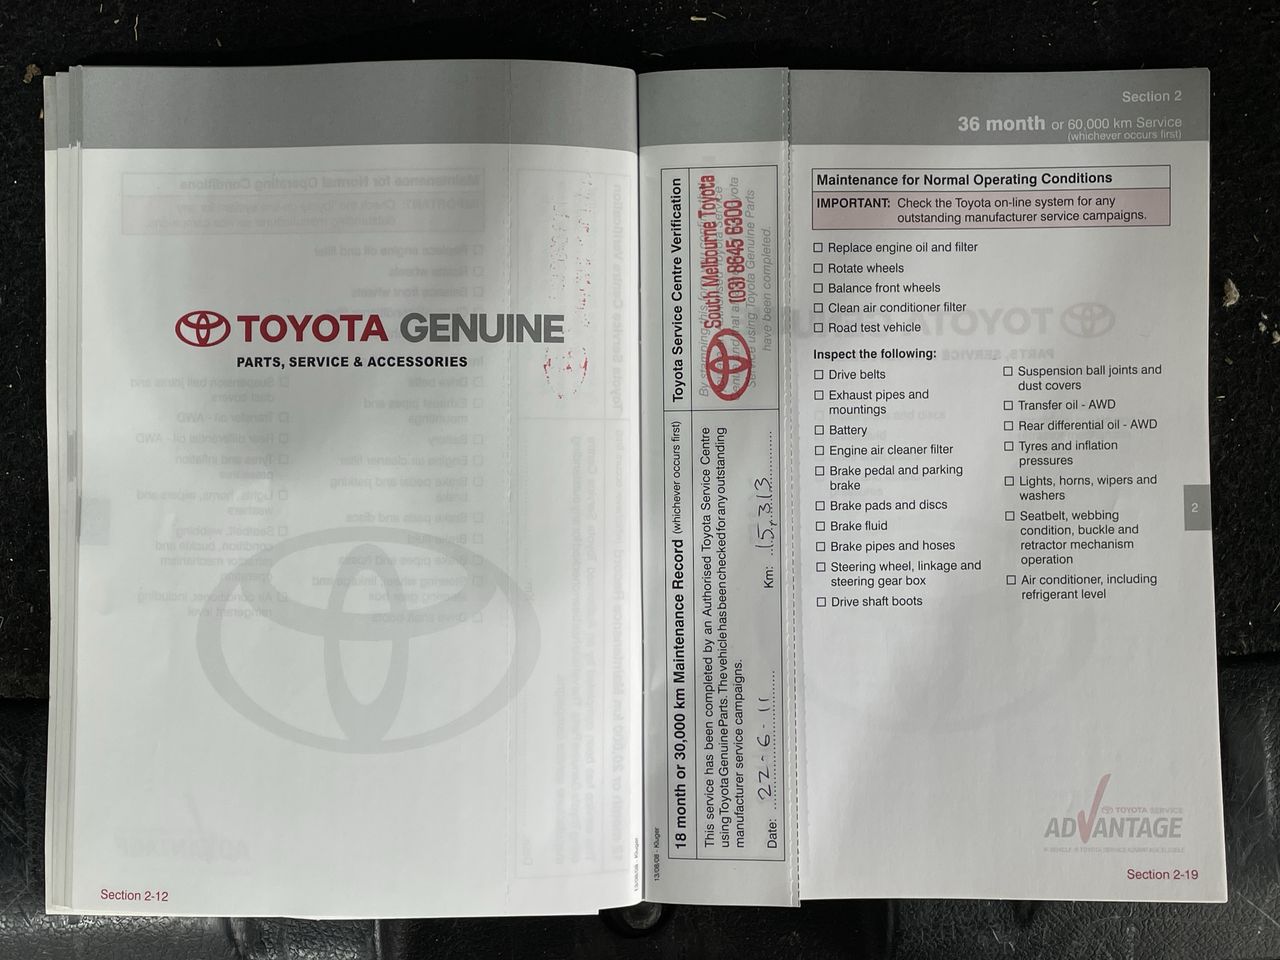 TOYOTA GENUINE
PARTS, SERVICE & ACCESSORIES
Section 2-12
13/08/08 - Kluger
18 month or 30,000 km Maintenance Record (whichever occurs first)
This service has been completed by an Authorised Toyota Service Centre
using Toyota Genuine Parts. The vehicle has been checked for any outstanding
manufacturer service campaigns.
Date: 22-6-11 Km: 15,313
Toyota Service Centre Verification
South Melbourne Toyota
(03) 8645 6300
using Toyota Genuine Parts
have been completed.
Section 2
36 month or 60,000 km Service
(whichever occurs first)
Maintenance for Normal Operating Conditions
IMPORTANT: Check the Toyota on-line system for any
outstanding manufacturer service campaigns.
Replace engine oil and filter
Rotate wheels
Balance front wheels
Clean air conditioner filter
Road test vehicle
Inspect the following:
Drive belts
Exhaust pipes and
mountings
Battery
Engine air cleaner filter
Brake pedal and parking
brake
Brake pads and discs
Brake fluid
Brake pipes and hoses
Steering wheel, linkage and
steering gear box
Drive shaft boots
Suspension ball joints and
dust covers
Transfer oil - AWD
Rear differential oil - AWD
Tyres and inflation
pressures
Lights, horns, wipers and
washers
Seatbelt, webbing
condition, buckle and
retractor mechanism
operation
Air conditioner, including
refrigerant level
2
TOYOTA SERVICE
ADVANTAGE
Section 2-19